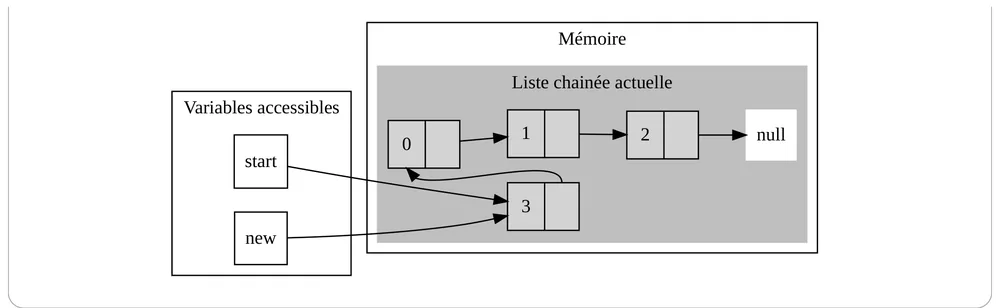 Mémoire
Liste chainée actuelle
Variables accessibles
0
1
2
null
start
3
new